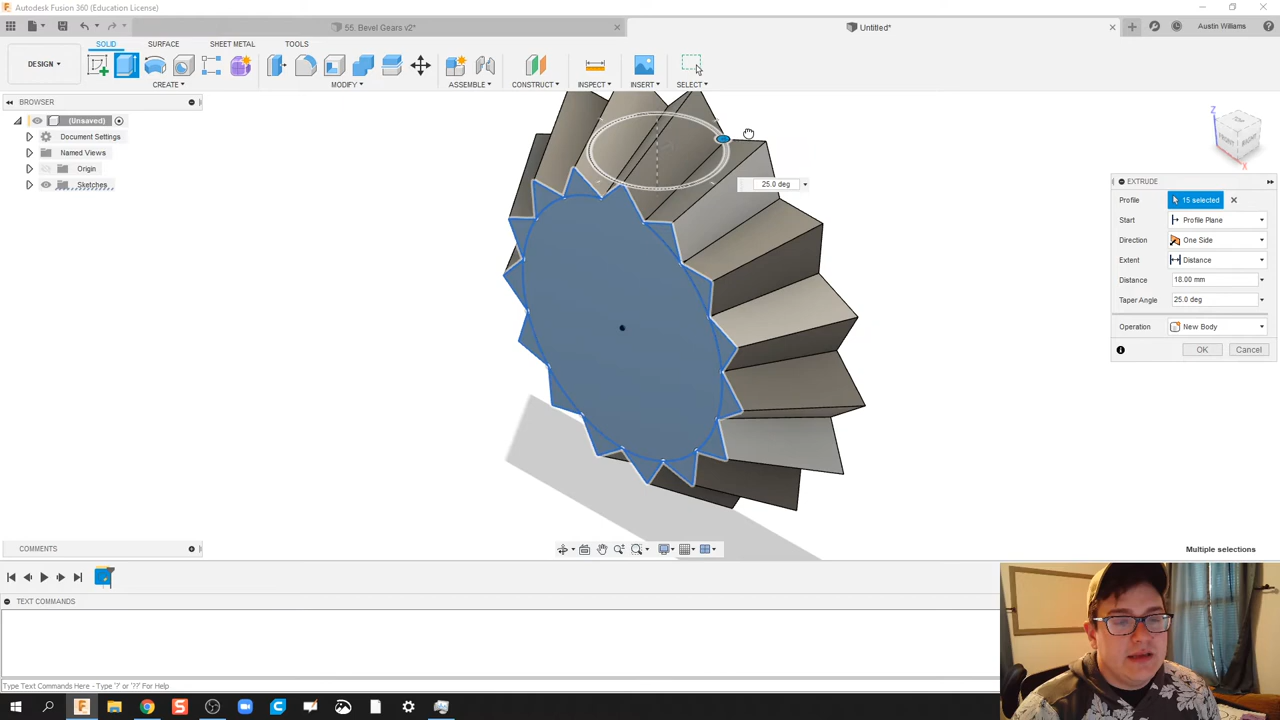 Autodesk Fusion 360 (Education License)
55. Bevel Gears v2*
Untitled*
Austin Williams
SOLID
SURFACE
SHEET METAL
TOOLS
DESIGN
CREATE
MODIFY
ASSEMBLE
CONSTRUCT
INSPECT
INSERT
SELECT
BROWSER
(Unsaved)
Document Settings
Named Views
Origin
Sketches
Z
X
FRONT
RIGHT
25.0 deg
EXTRUDE
Profile
15 selected
Start
Profile Plane
Direction
One Side
Extent
Distance
Distance
18.00 mm
Taper Angle
25.0 deg
Operation
New Body
OK
Cancel
COMMENTS
Multiple selections
TEXT COMMANDS
Type Text Commands Here - Type '?' or '??' For Help